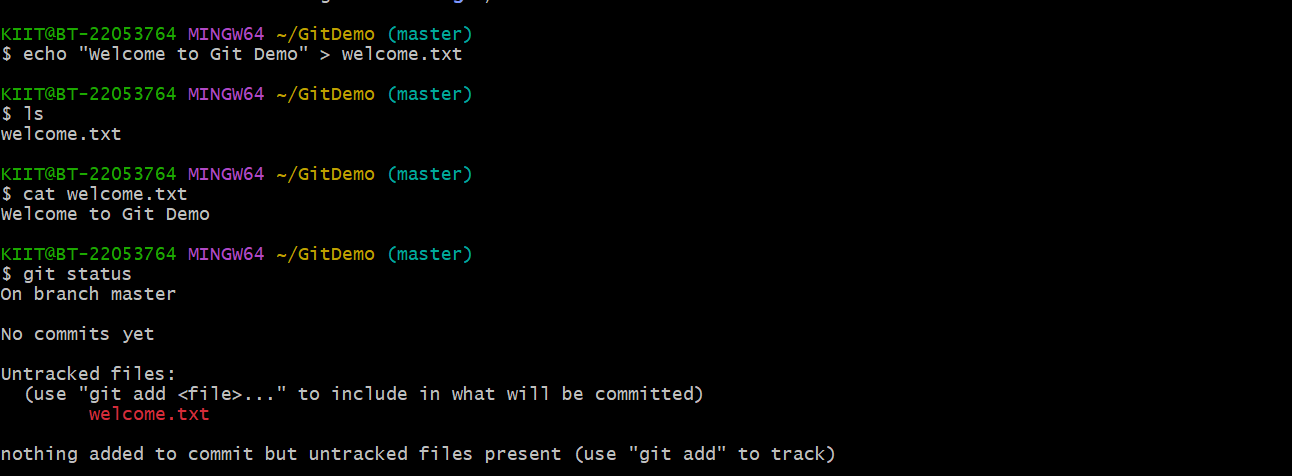 KIIT@BT-22053764 MINGW64 ~/GitDemo (master)
$ echo "Welcome to Git Demo" > welcome.txt
KIIT@BT-22053764 MINGW64 ~/GitDemo (master)
$ ls
welcome.txt
KIIT@BT-22053764 MINGW64 ~/GitDemo (master)
$ cat welcome.txt
Welcome to Git Demo
KIIT@BT-22053764 MINGW64 ~/GitDemo (master)
$ git status
On branch master
No commits yet
Untracked files:
(use "git add <file>..." to include in what will be committed)
welcome.txt
nothing added to commit but untracked files present (use "git add" to track)